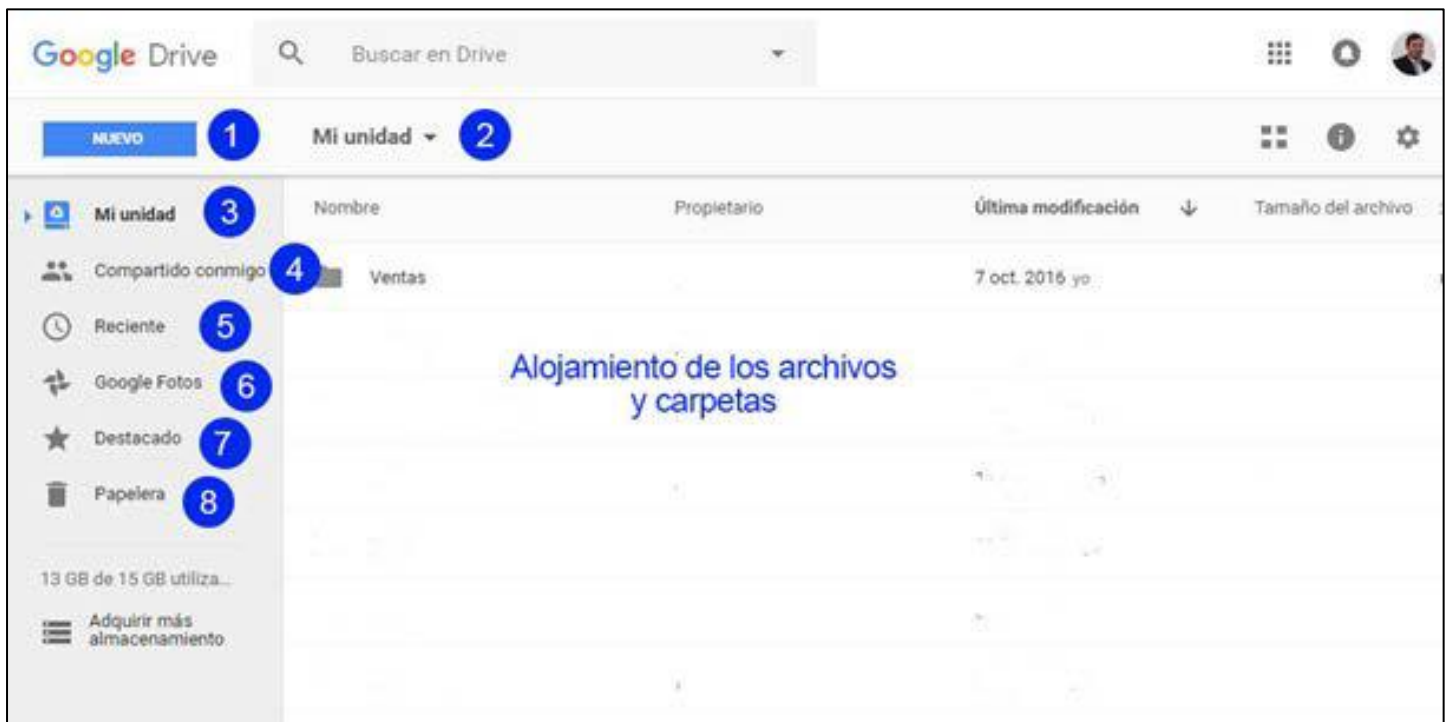 Google Drive
Buscar en Drive
NUEVO 1
Mi unidad 2
Mi unidad 3
Compartido conmigo 4
Reciente 5
Google Fotos 6
Destacado 7
Papelera 8
13 GB de 15 GB utiliza...
Adquirir más
almacenamiento
Nombre Propietario Última modificación Tamaño del archivo
Ventas 7 oct. 2016 yo
Alojamiento de los archivos
y carpetas